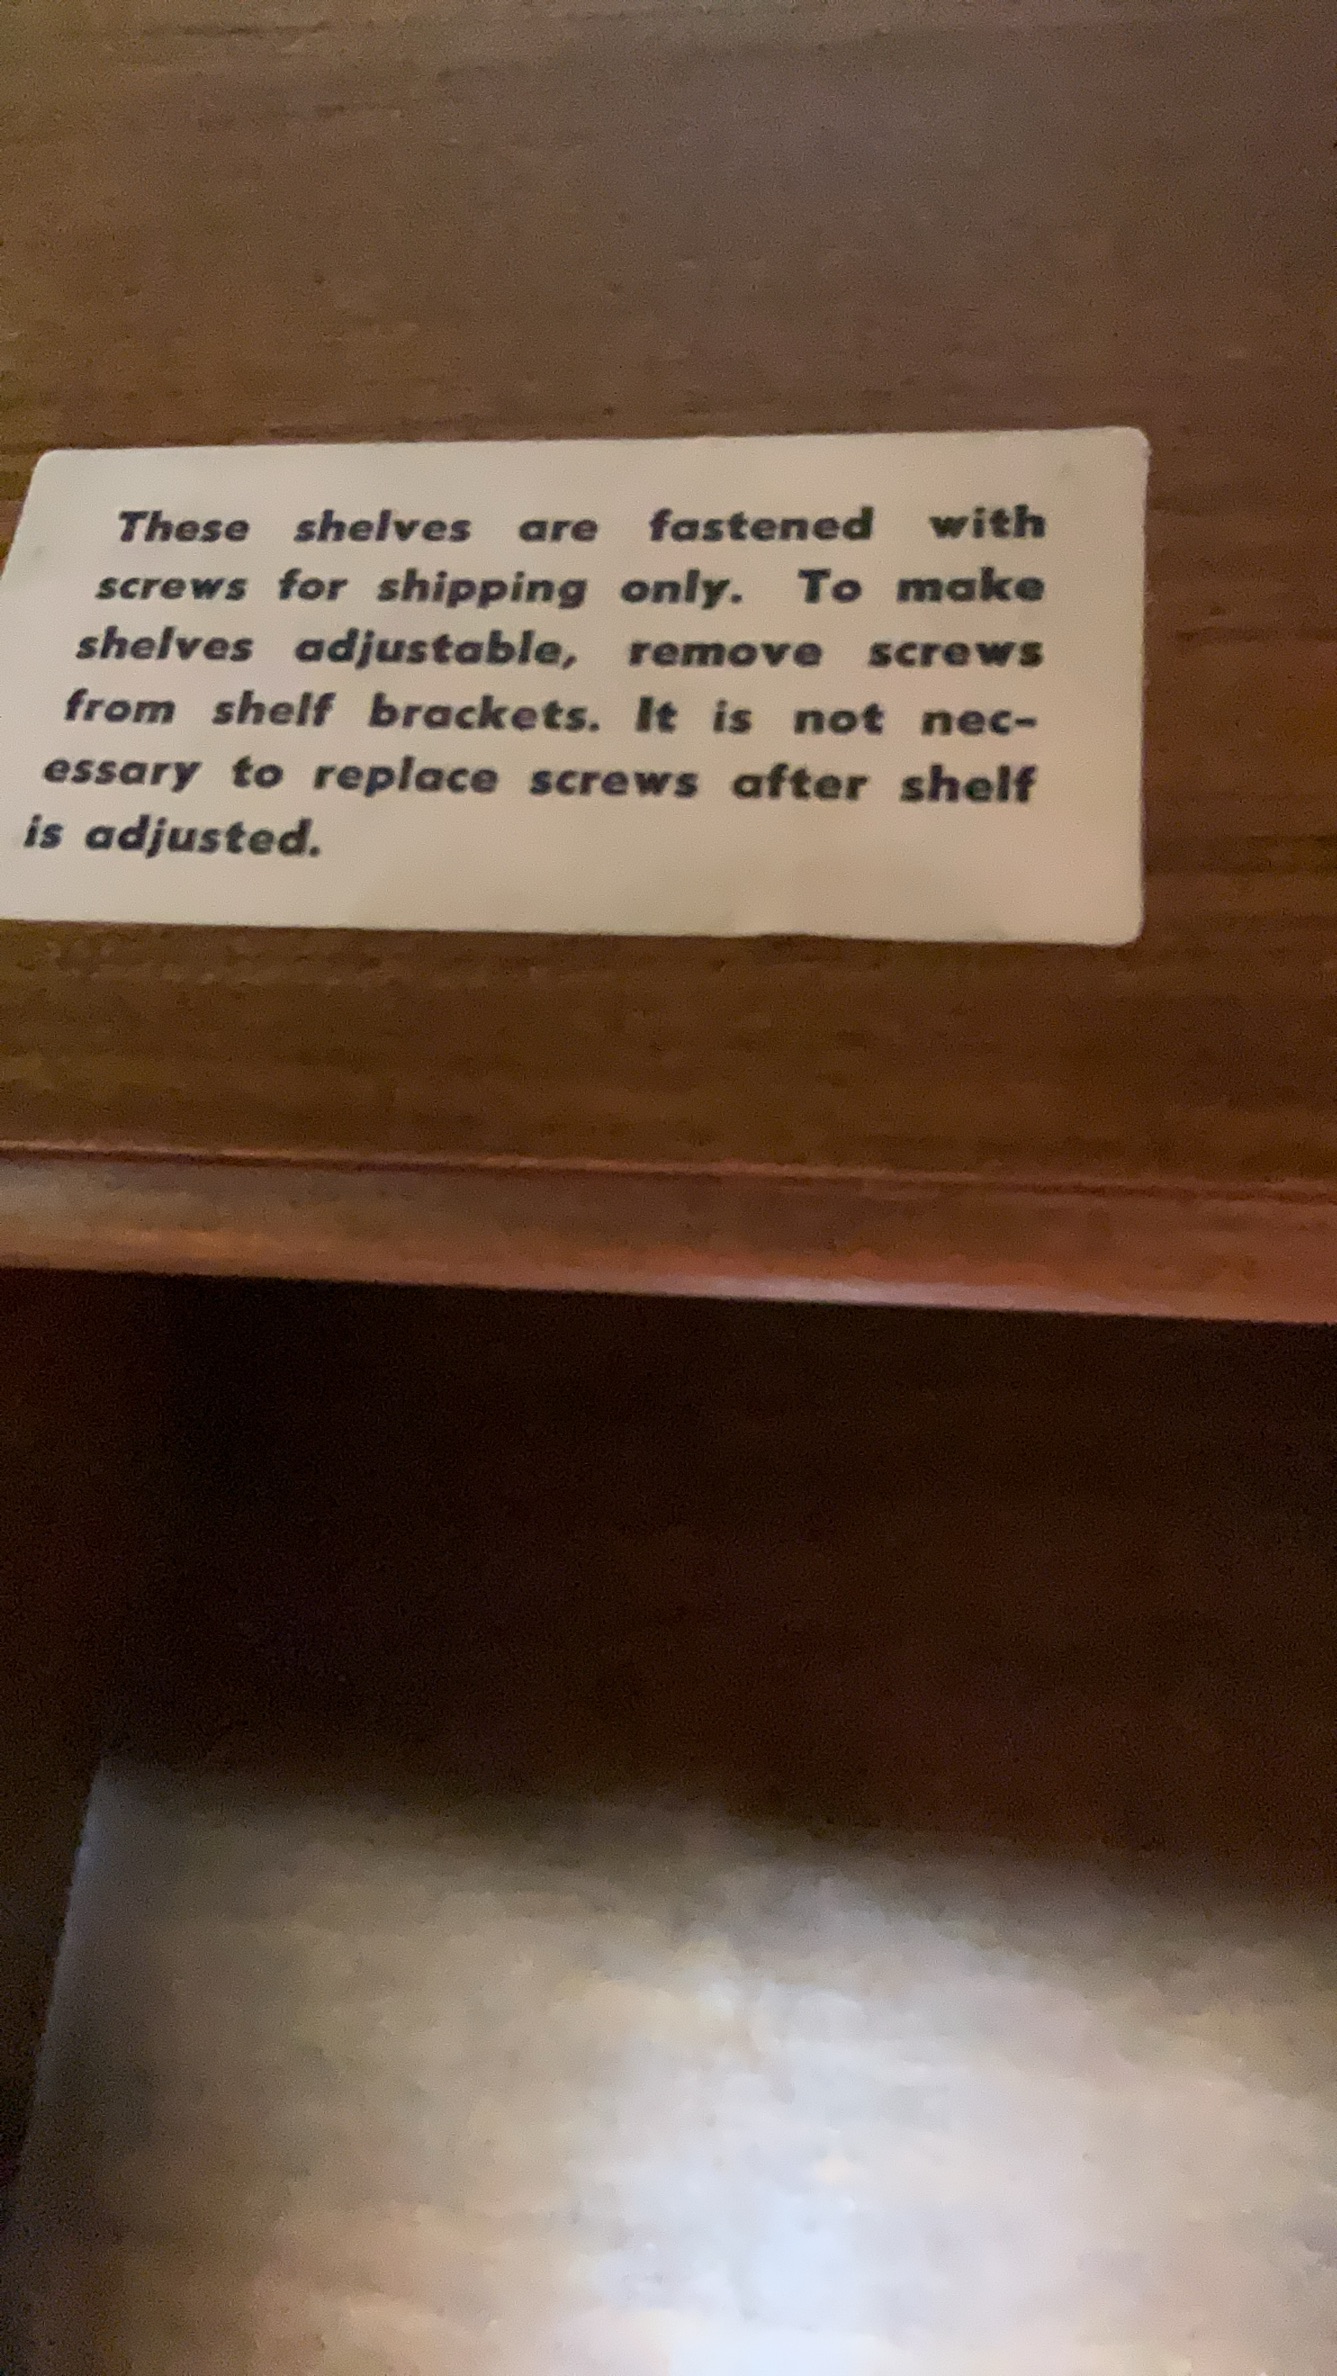 These shelves are fastened with
screws for shipping only. To make
shelves adjustable, remove screws
from shelf brackets. It is not nec-
essary to replace screws after shelf
is adjusted.